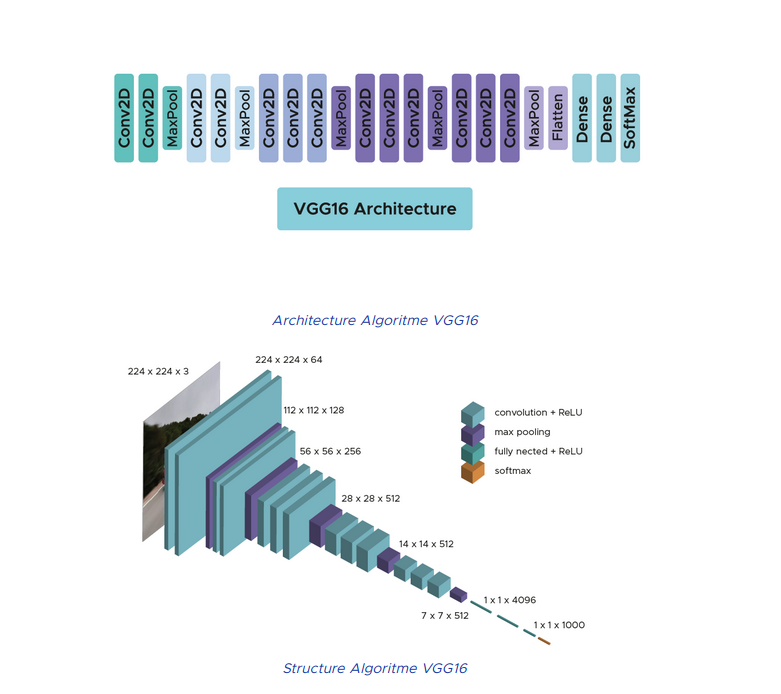 Conv2D
Conv2D
MaxPool
Conv2D
Conv2D
MaxPool
Conv2D
Conv2D
Conv2D
MaxPool
Conv2D
Conv2D
Conv2D
MaxPool
Conv2D
Conv2D
Conv2D
MaxPool
Flatten
Dense
Dense
SoftMax
VGG16 Architecture
Architecture Algoritme VGG16
224 x 224 x 3
224 x 224 x 64
112 x 112 x 128
56 x 56 x 256
28 x 28 x 512
14 x 14 x 512
7 x 7 x 512
1 x 1 x 4096
1 x 1 x 1000
convolution + ReLU
max pooling
fully nected + ReLU
softmax
Structure Algoritme VGG16